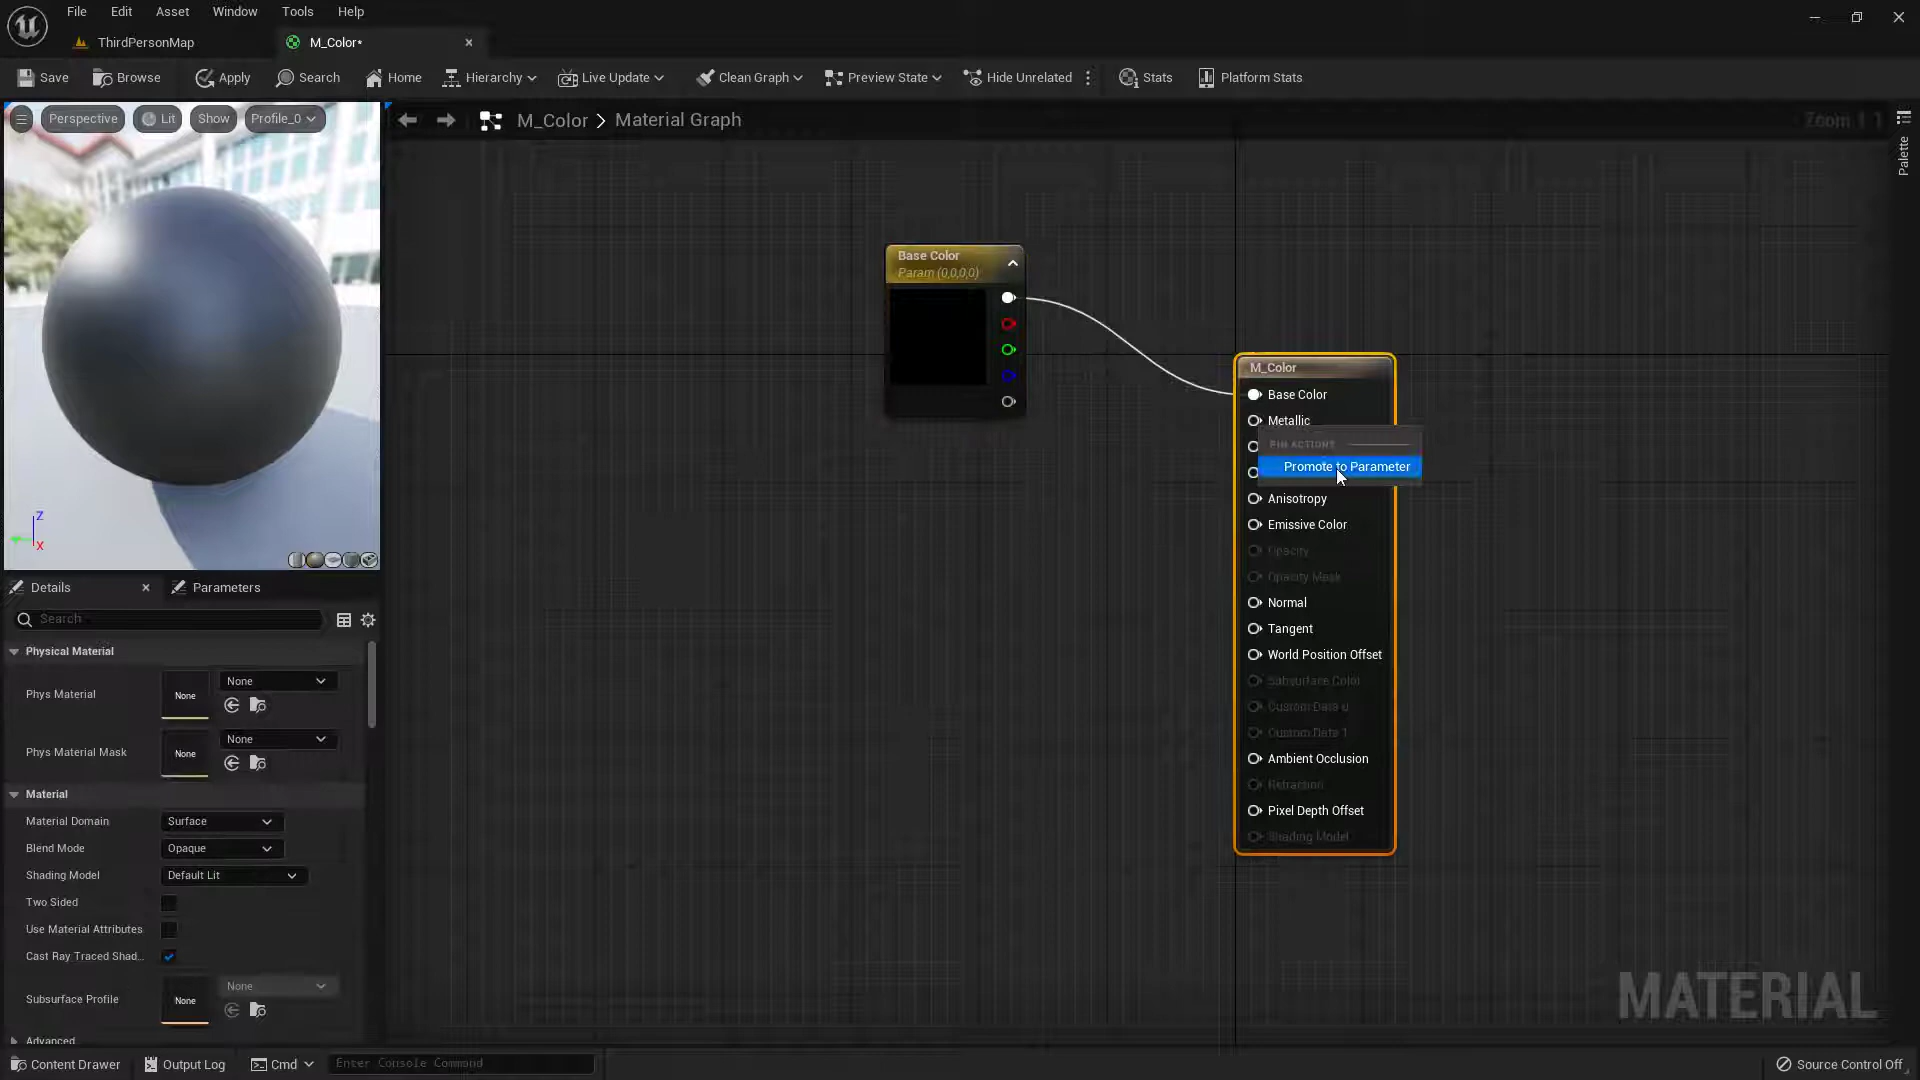 File Edit Asset Window Tools Help
ThirdPersonMap
M_Color*
Save Browse Apply Search Home Hierarchy Live Update Clean Graph Preview State Hide Unrelated Stats Platform Stats
Perspective Lit Show Profile_0
M_Color > Material Graph
Zoom 1:1
Palette
Base Color
Param (0,0,0,0)
M_Color
Base Color
Metallic
PIN ACTIONS
Promote to Parameter
Anisotropy
Emissive Color
Opacity
Opacity Mask
Normal
Tangent
World Position Offset
Subsurface Color
Custom Data 0
Custom Data 1
Ambient Occlusion
Refraction
Pixel Depth Offset
Shading Model
Z
X
Details
Parameters
Search
Physical Material
Phys Material
None
None
Phys Material Mask
None
None
Material
Material Domain Surface
Blend Mode Opaque
Shading Model Default Lit
Two Sided
Use Material Attributes
Cast Ray Traced Shad...
Subsurface Profile
None
None
Advanced
MATERIAL
Content Drawer Output Log Cmd Enter Console Command
Source Control Off